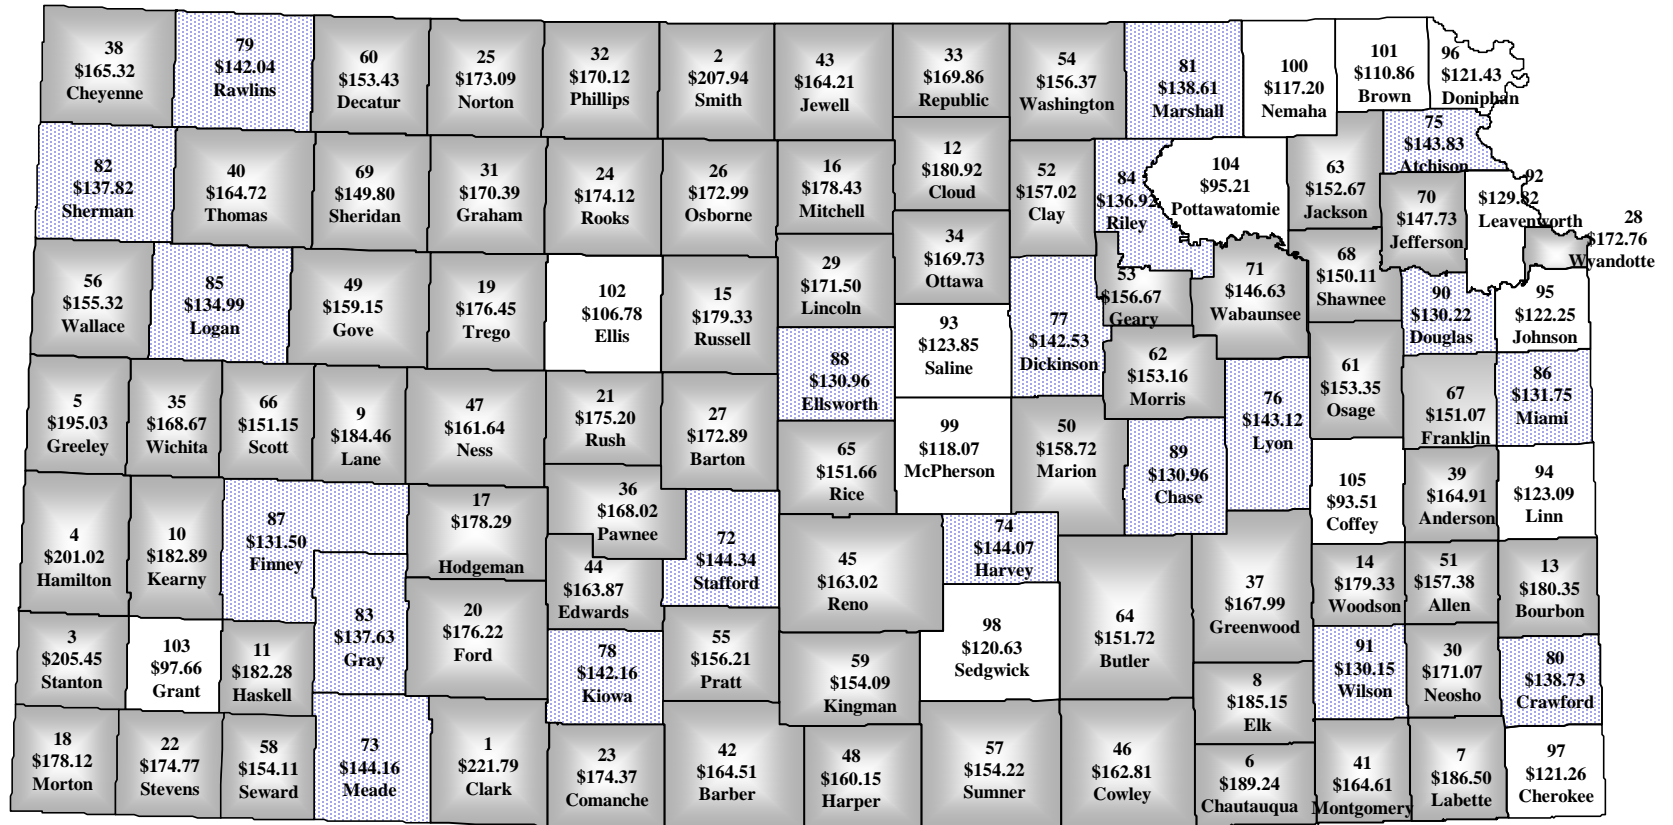 38
$165.32
Cheyenne
79
$142.04
Rawlins
60
$153.43
Decatur
25
$173.09
Norton
32
$170.12
Phillips
2
$207.94
Smith
43
$164.21
Jewell
33
$169.86
Republic
54
$156.37
Washington
81
$138.61
Marshall
100
$117.20
Nemaha
101
$110.86
Brown
96
$121.43
Doniphan
82
$137.82
Sherman
40
$164.72
Thomas
69
$149.80
Sheridan
31
$170.39
Graham
24
$174.12
Rooks
26
$172.99
Osborne
16
$178.43
Mitchell
12
$180.92
Cloud
52
$157.02
Clay
84
$136.92
Riley
104
$95.21
Pottawatomie
63
$152.67
Jackson
75
$143.83
Atchison
70
$147.73
Jefferson
92
$129.82
Leavenworth
28
$172.76
Wyandotte
56
$155.32
Wallace
85
$134.99
Logan
49
$159.15
Gove
19
$176.45
Trego
102
$106.78
Ellis
15
$179.33
Russell
29
$171.50
Lincoln
34
$169.73
Ottawa
93
$123.85
Saline
77
$142.53
Dickinson
53
$156.67
Geary
71
$146.63
Wabaunsee
68
$150.11
Shawnee
90
$130.22
Douglas
95
$122.25
Johnson
5
$195.03
Greeley
35
$168.67
Wichita
66
$151.15
Scott
9
$184.46
Lane
47
$161.64
Ness
21
$175.20
Rush
27
$172.89
Barton
88
$130.96
Ellsworth
65
$151.66
Rice
99
$118.07
McPherson
50
$158.72
Marion
62
$153.16
Morris
89
$130.96
Chase
76
$143.12
Lyon
61
$153.35
Osage
67
$151.07
Franklin
86
$131.75
Miami
4
$201.02
Hamilton
10
$182.89
Kearny
87
$131.50
Finney
17
$178.29
Hodgeman
36
$168.02
Pawnee
44
$163.87
Edwards
72
$144.34
Stafford
45
$163.02
Reno
74
$144.07
Harvey
64
$151.72
Butler
37
$167.99
Greenwood
105
$93.51
Coffey
39
$164.91
Anderson
94
$123.09
Linn
14
$179.33
Woodson
51
$157.38
Allen
13
$180.35
Bourbon
3
$205.45
Stanton
103
$97.66
Grant
11
$182.28
Haskell
83
$137.63
Gray
20
$176.22
Ford
78
$142.16
Kiowa
55
$156.21
Pratt
59
$154.09
Kingman
98
$120.63
Sedgwick
8
$185.15
Elk
91
$130.15
Wilson
30
$171.07
Neosho
80
$138.73
Crawford
18
$178.12
Morton
22
$174.77
Stevens
58
$154.11
Seward
73
$144.16
Meade
1
$221.79
Clark
23
$174.37
Comanche
42
$164.51
Barber
48
$160.15
Harper
57
$154.22
Sumner
46
$162.81
Cowley
6
$189.24
Chautauqua
41
$164.61
Montgomery
7
$186.50
Labette
97
$121.26
Cherokee